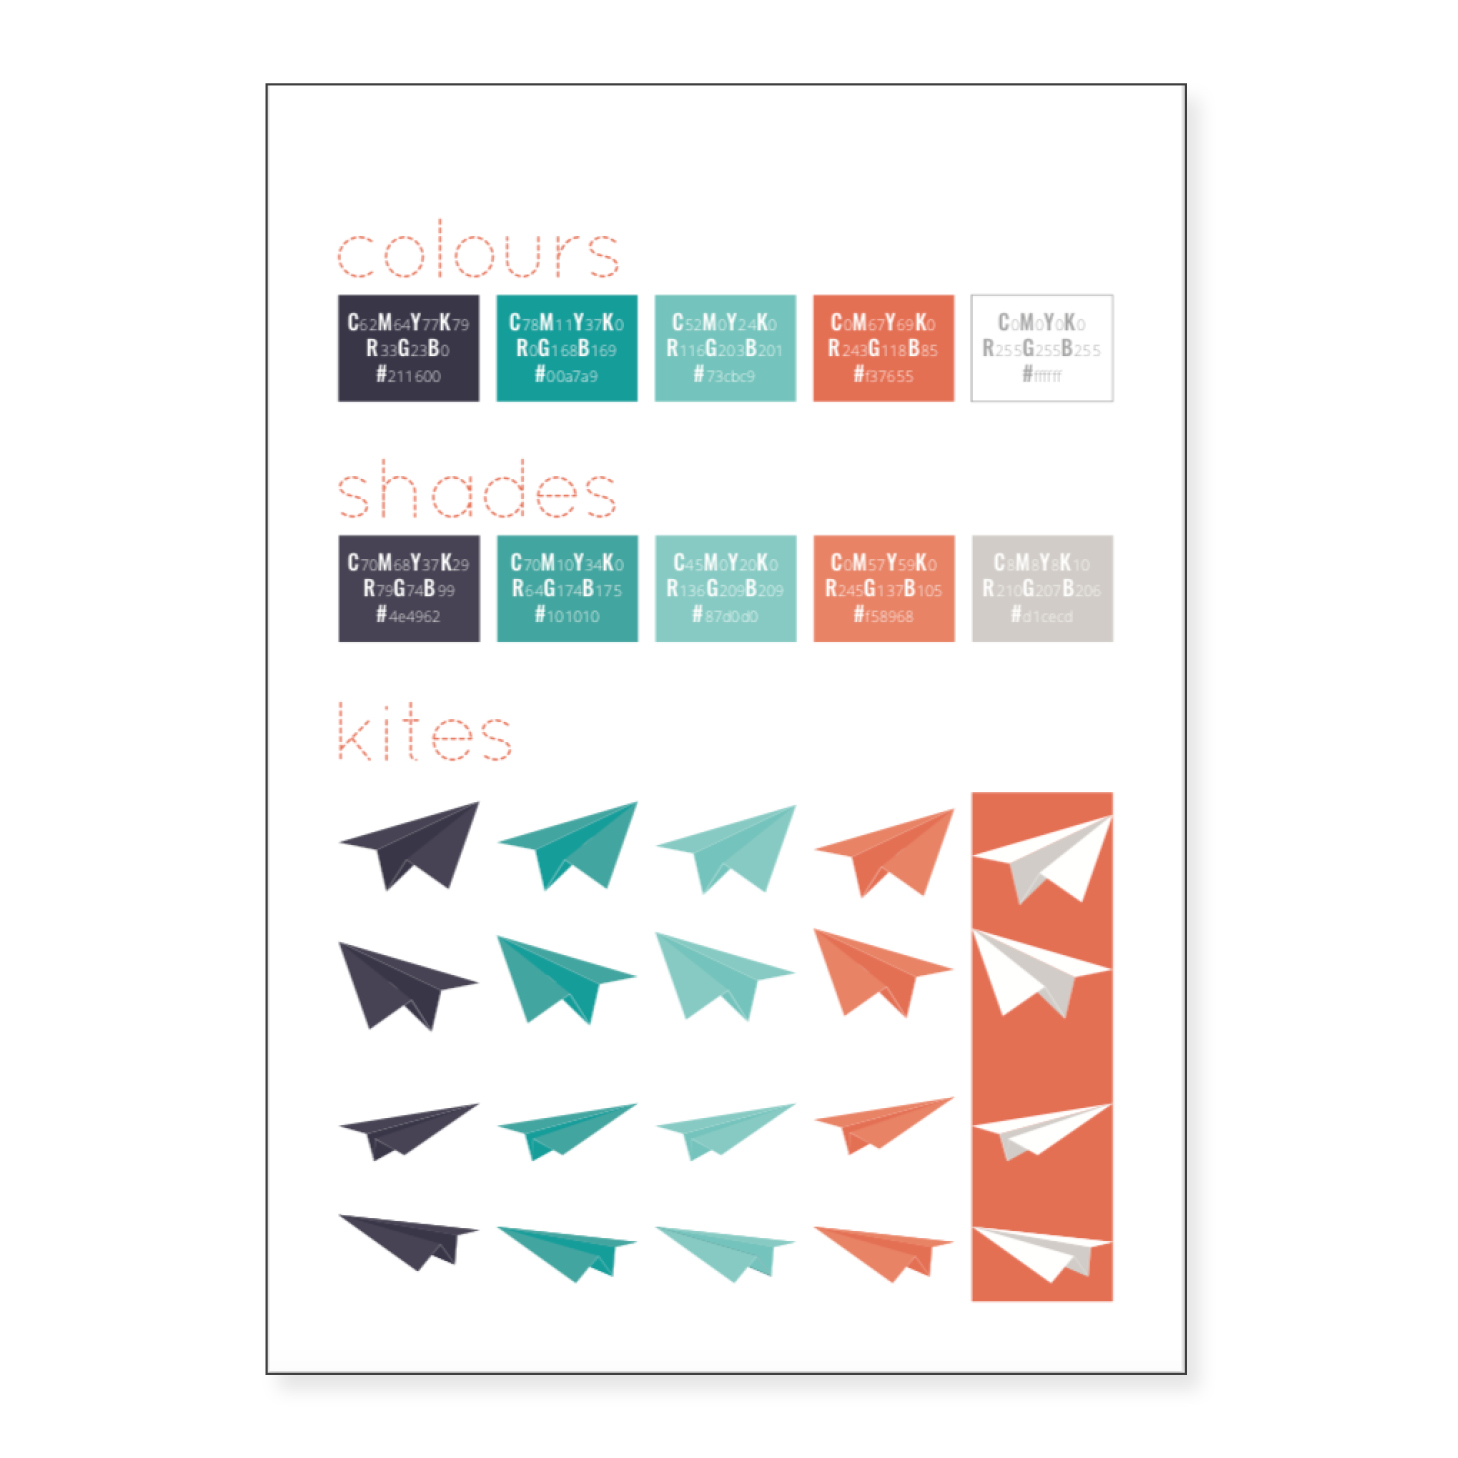 colours
C62M64Y77K79
R33G23B0
#211600
C78M11Y37K0
R0G168B169
#00a7a9
C52M0Y24K0
R116G203B201
#73cbc9
C0M67Y69K0
R243G118B85
#f37655
C0M0Y0K0
R255G255B255
#ffffff
shades
C70M68Y37K29
R79G74B99
#4e4962
C70M10Y34K0
R64G174B175
#101010
C45M0Y20K0
R136G209B209
#87d0d0
C0M57Y59K0
R245G137B105
#f58968
C8M8Y8K10
R210G207B206
#d1cecd
kites